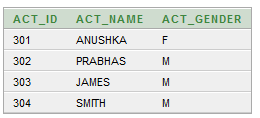 ACT_ID ACT_NAME ACT_GENDER
301 ANUSHKA F
302 PRABHAS M
303 JAMES M
304 SMITH M